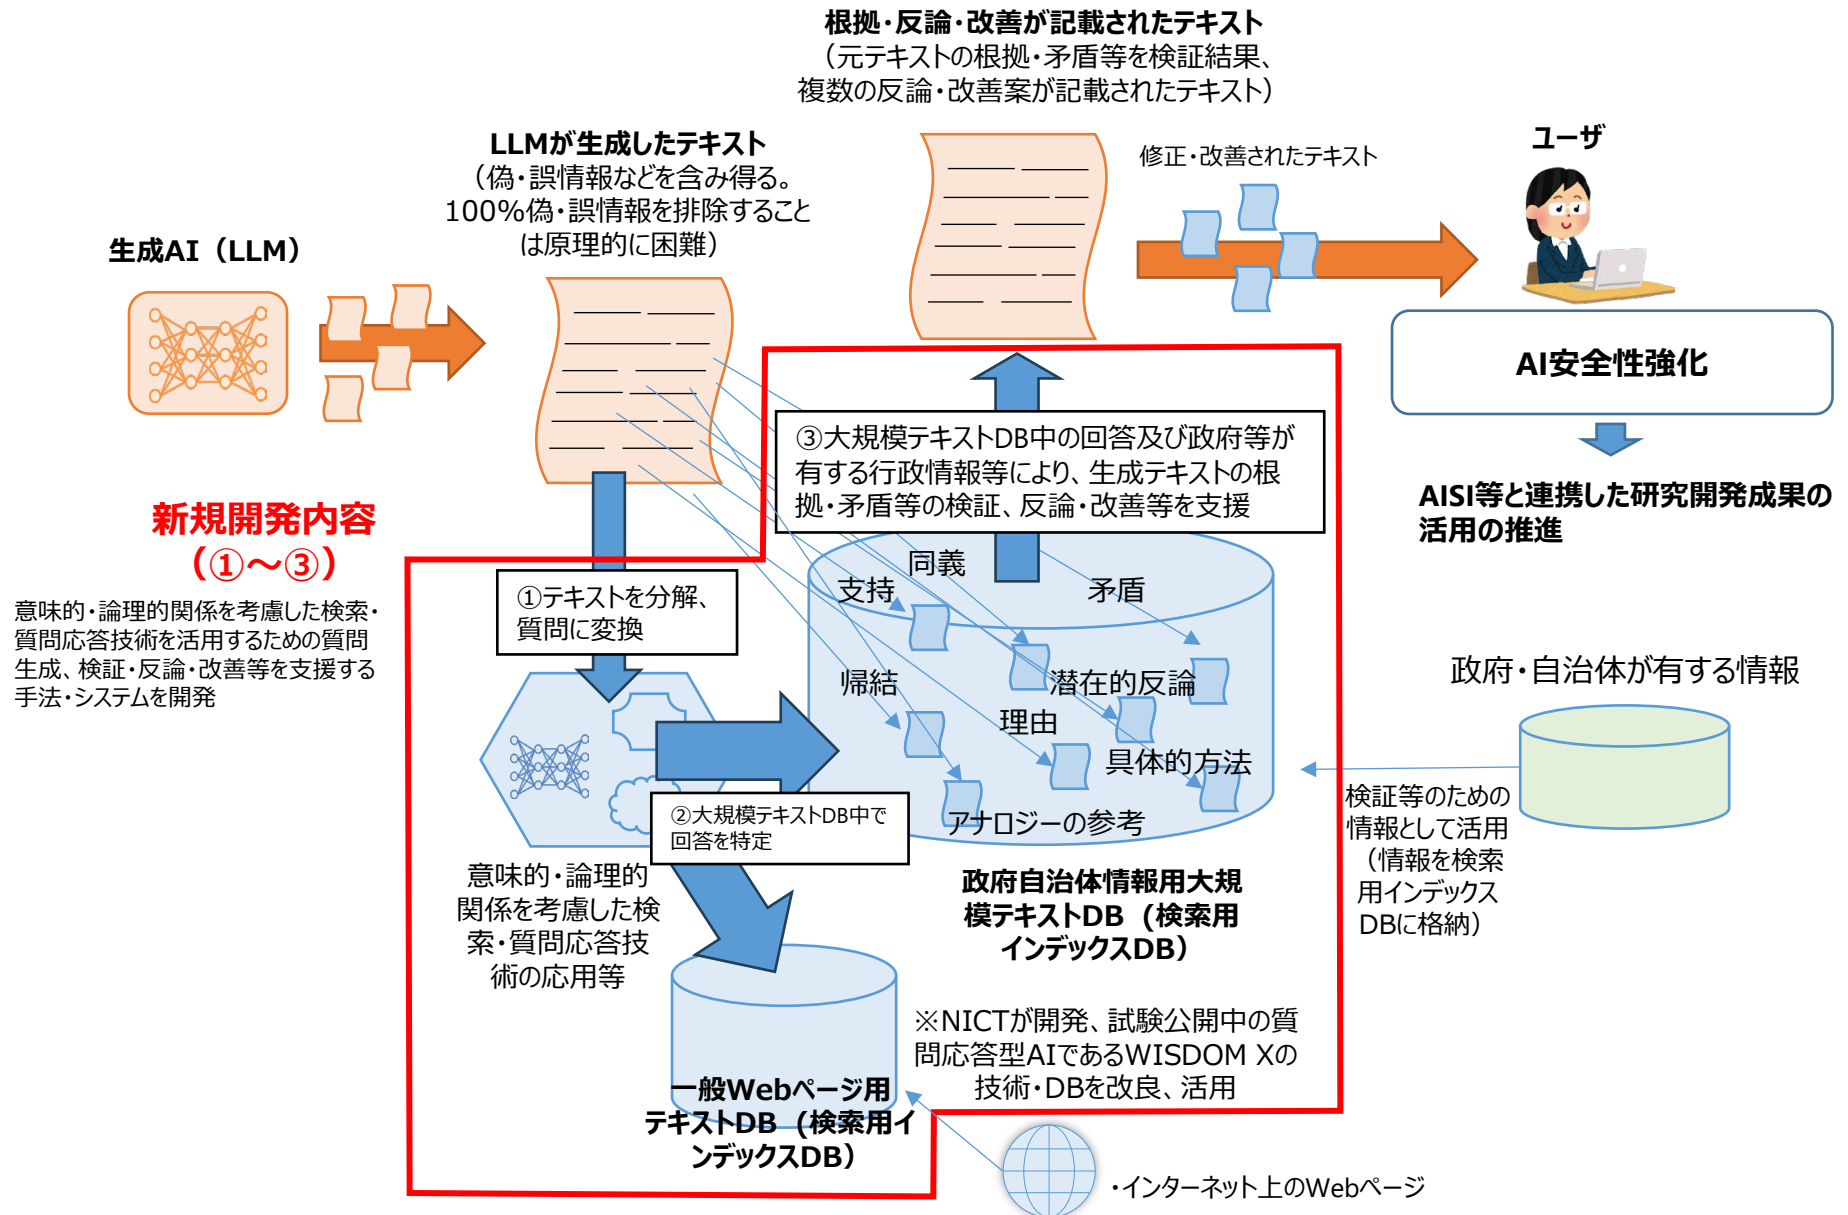 根拠・反論・改善が記載されたテキスト
（元テキストの根拠・矛盾等を検証結果、
複数の反論・改善案が記載されたテキスト）
LLMが生成したテキスト
（偽・誤情報などを含み得る。
100%偽・誤情報を排除すること
は原理的に困難）
生成AI（LLM）
修正・改善されたテキスト
ユーザ
AI安全性強化
AISI等と連携した研究開発成果の
活用の推進
新規開発内容
（①～③）
意味的・論理的関係を考慮した検索・
質問応答技術を活用するための質問
生成、検証・反論・改善等を支援する
手法・システムを開発
③大規模テキストDB中の回答及び政府等が
有する行政情報等により、生成テキストの根
拠・矛盾等の検証、反論・改善等を支援
①テキストを分解、
質問に変換
同義
支持
矛盾
帰結
潜在的反論
理由
具体的方法
アナロジーの参考
②大規模テキストDB中で
回答を特定
意味的・論理的
関係を考慮した検
索・質問応答技
術の応用等
政府自治体情報用大規
模テキストDB（検索用
インデックスDB）
政府・自治体が有する情報
検証等のための
情報として活用
（情報を検索
用インデックス
DBに格納）
※NICTが開発、試験公開中の質
問応答型AIであるWISDOM Xの
技術・DBを改良、活用
一般Webページ用
テキストDB（検索用イ
ンデックスDB）
・インターネット上のWebページ